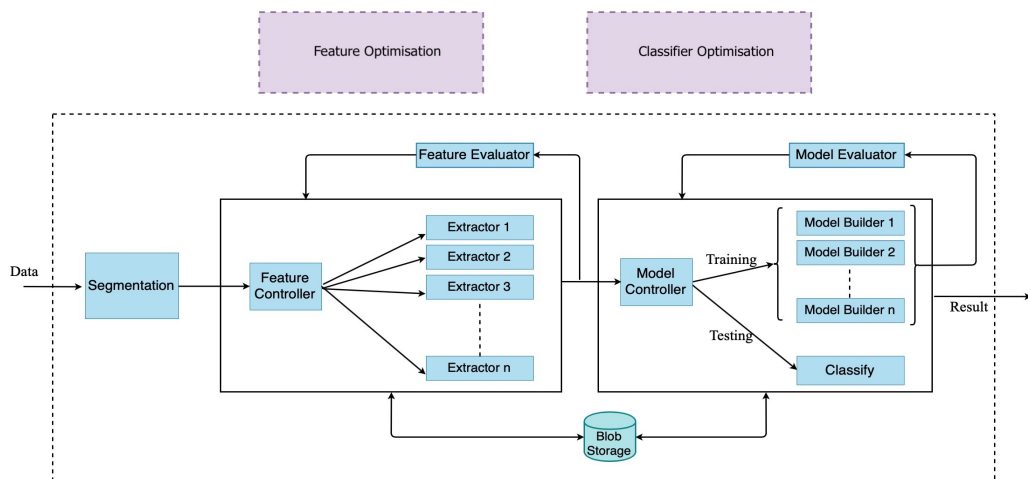 Feature Optimisation
Classifier Optimisation
Feature Evaluator
Model Evaluator
Data
Segmentation
Feature
Controller
Extractor 1
Extractor 2
Extractor 3
Extractor n
Model
Controller
Training
Testing
Model Builder 1
Model Builder 2
Model Builder n
Classify
Result
Blob
Storage